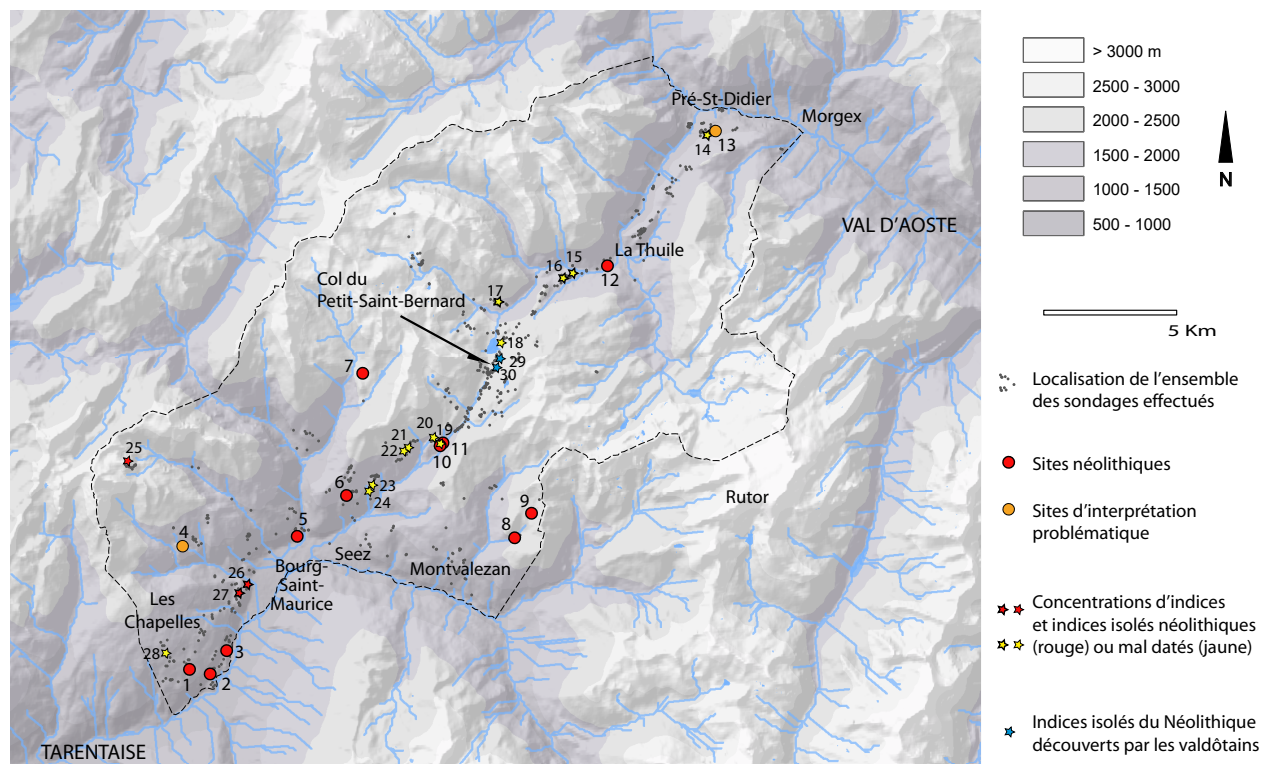 Pré-St-Didier
Morgex
14
13
VAL D'AOSTE
La Thuile
15
16
12
Col du
Petit-Saint-Bernard
17
18
29
30
7
20
19
21
22
11
10
25
6
23
24
9
8
Rutor
5
4
Seez
Montvalezan
Bourg-
Saint-
Maurice
26
27
Les
Chapelles
28
3
1
2
TARENTAISE
> 3000 m
2500 - 3000
2000 - 2500
1500 - 2000
1000 - 1500
500 - 1000
N
5 Km
Localisation de l'ensemble
des sondages effectués
Sites néolithiques
Sites d'interprétation
problématique
Concentrations d'indices
et indices isolés néolithiques
(rouge) ou mal datés (jaune)
Indices isolés du Néolithique
découverts par les valdôtains